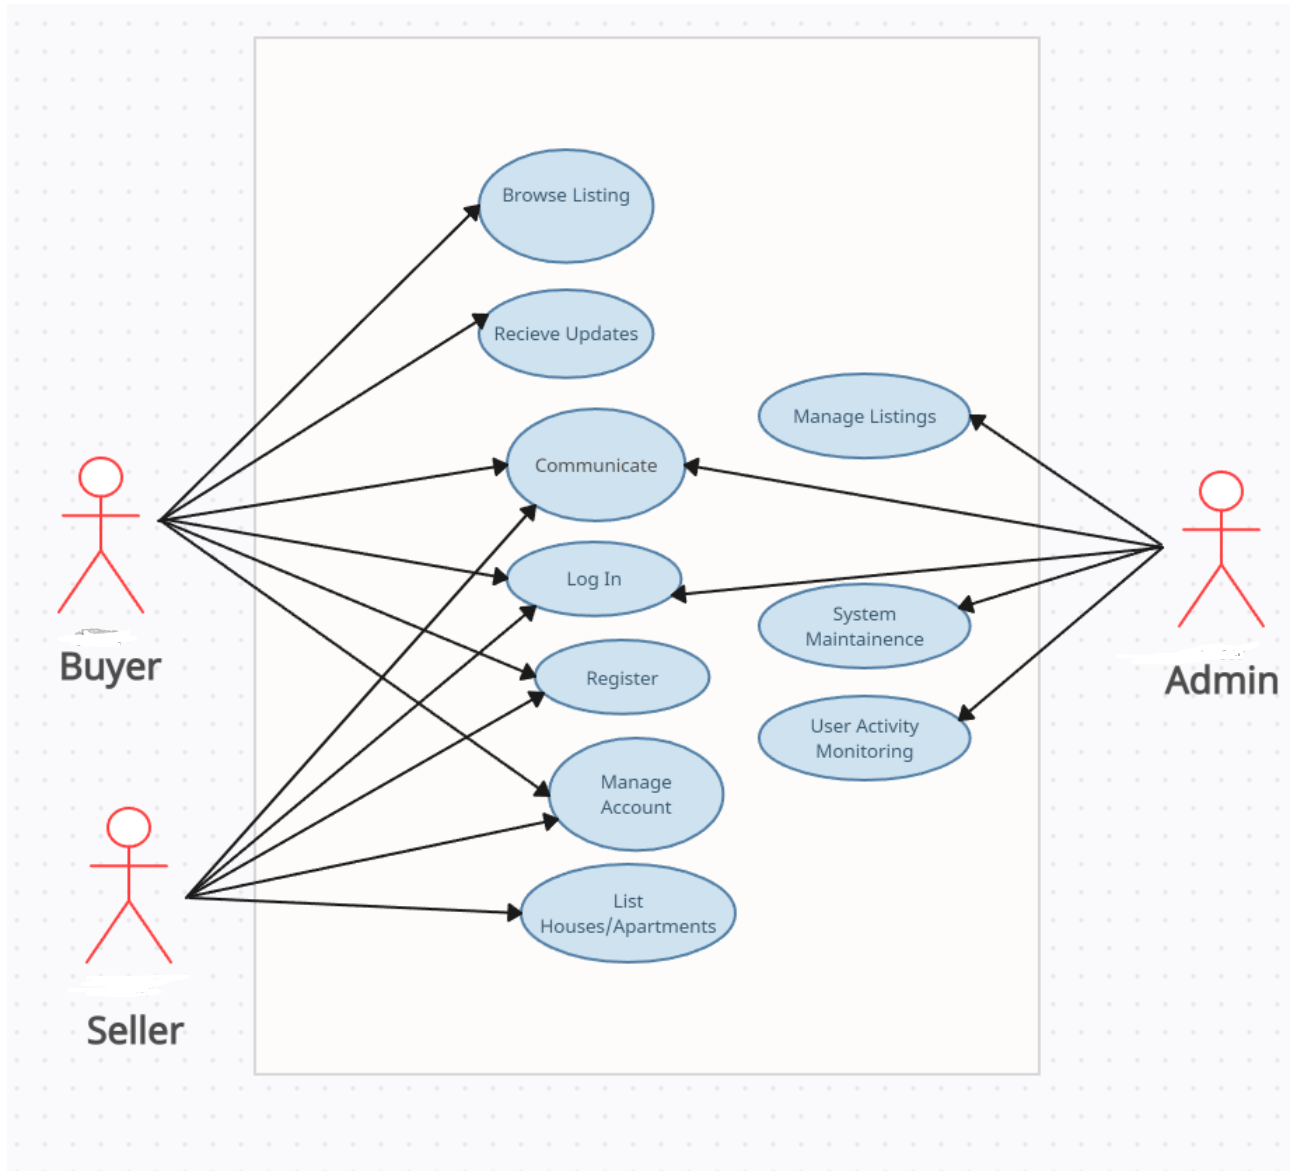 Browse Listing
Recieve Updates
Manage Listings
Communicate
Log In
System
Maintainence
Register
Buyer
Admin
User Activity
Monitoring
Manage
Account
List
Houses/Apartments
Seller